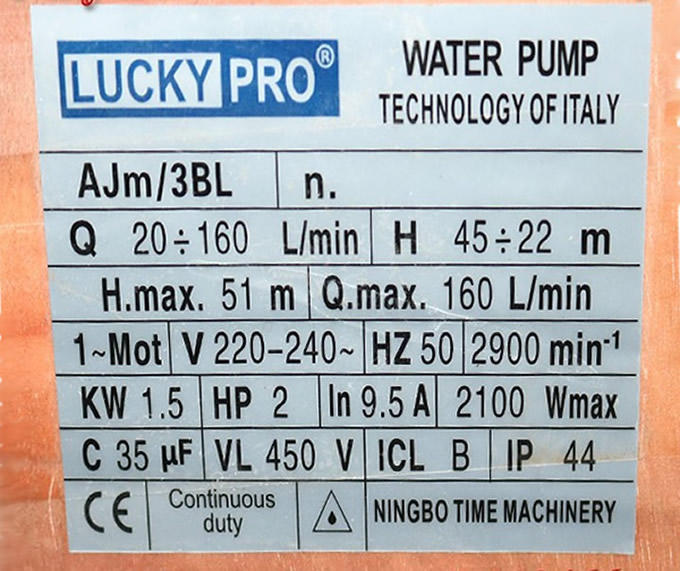 LUCKY PRO®
WATER PUMP
TECHNOLOGY OF ITALY
AJm/3BL n.
Q 20÷160 L/min H 45÷22 m
H.max. 51 m Q.max. 160 L/min
1~Mot V 220-240~ HZ 50 2900 min⁻¹
KW 1.5 HP 2 In 9.5 A 2100 Wmax
C 35 µF VL 450 V ICL B IP 44
CE Continuous duty NINGBO TIME MACHINERY